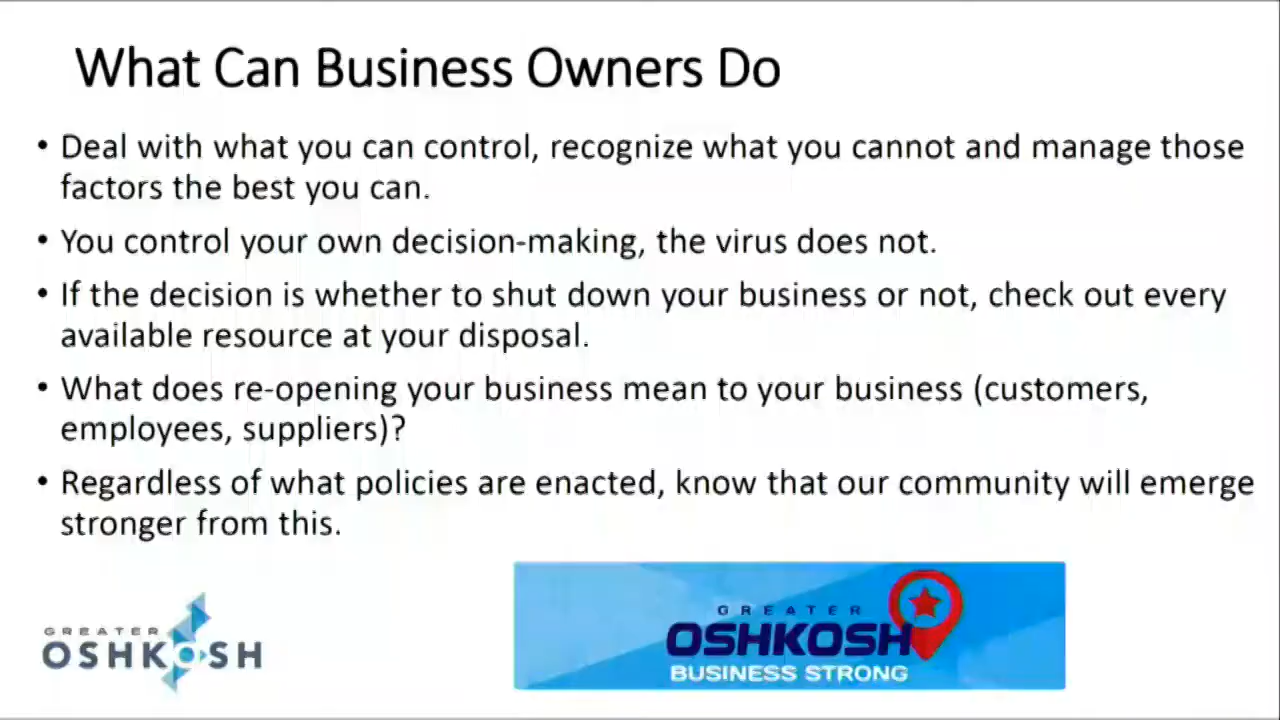 What Can Business Owners Do
• Deal with what you can control, recognize what you cannot and manage those
factors the best you can.
• You control your own decision-making, the virus does not.
• If the decision is whether to shut down your business or not, check out every
available resource at your disposal.
• What does re-opening your business mean to your business (customers,
employees, suppliers)?
• Regardless of what policies are enacted, know that our community will emerge
stronger from this.
GREATER
OSHKOSH
GREATER
OSHKOSH
BUSINESS STRONG